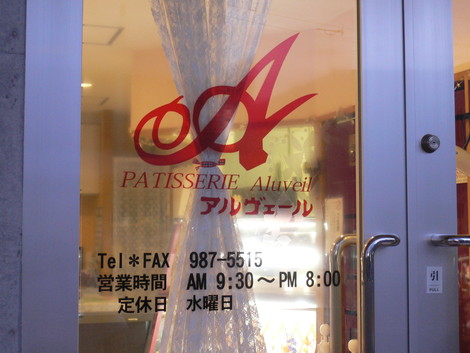 A
PATISSERIE Aluveil
アルヴェール
Tel＊FAX 987-5515
営業時間 AM 9:30～PM 8:00
定休日 水曜日
引